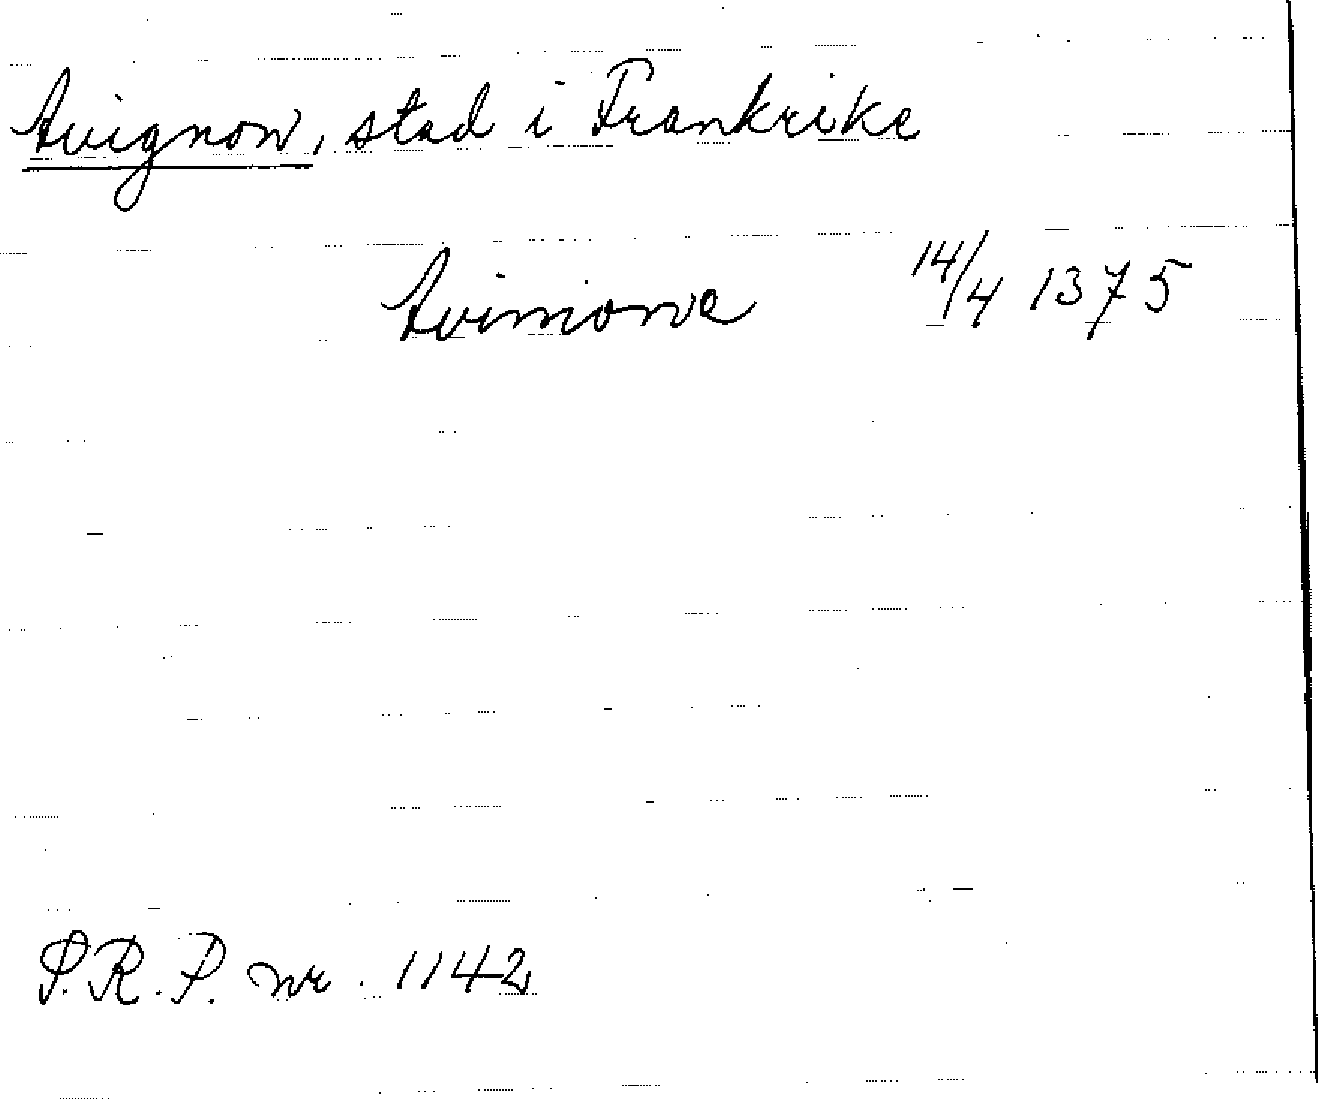 Avignon, stad i Frankrike
Avinione 14/4 1375
S.R.P. nr. 1142